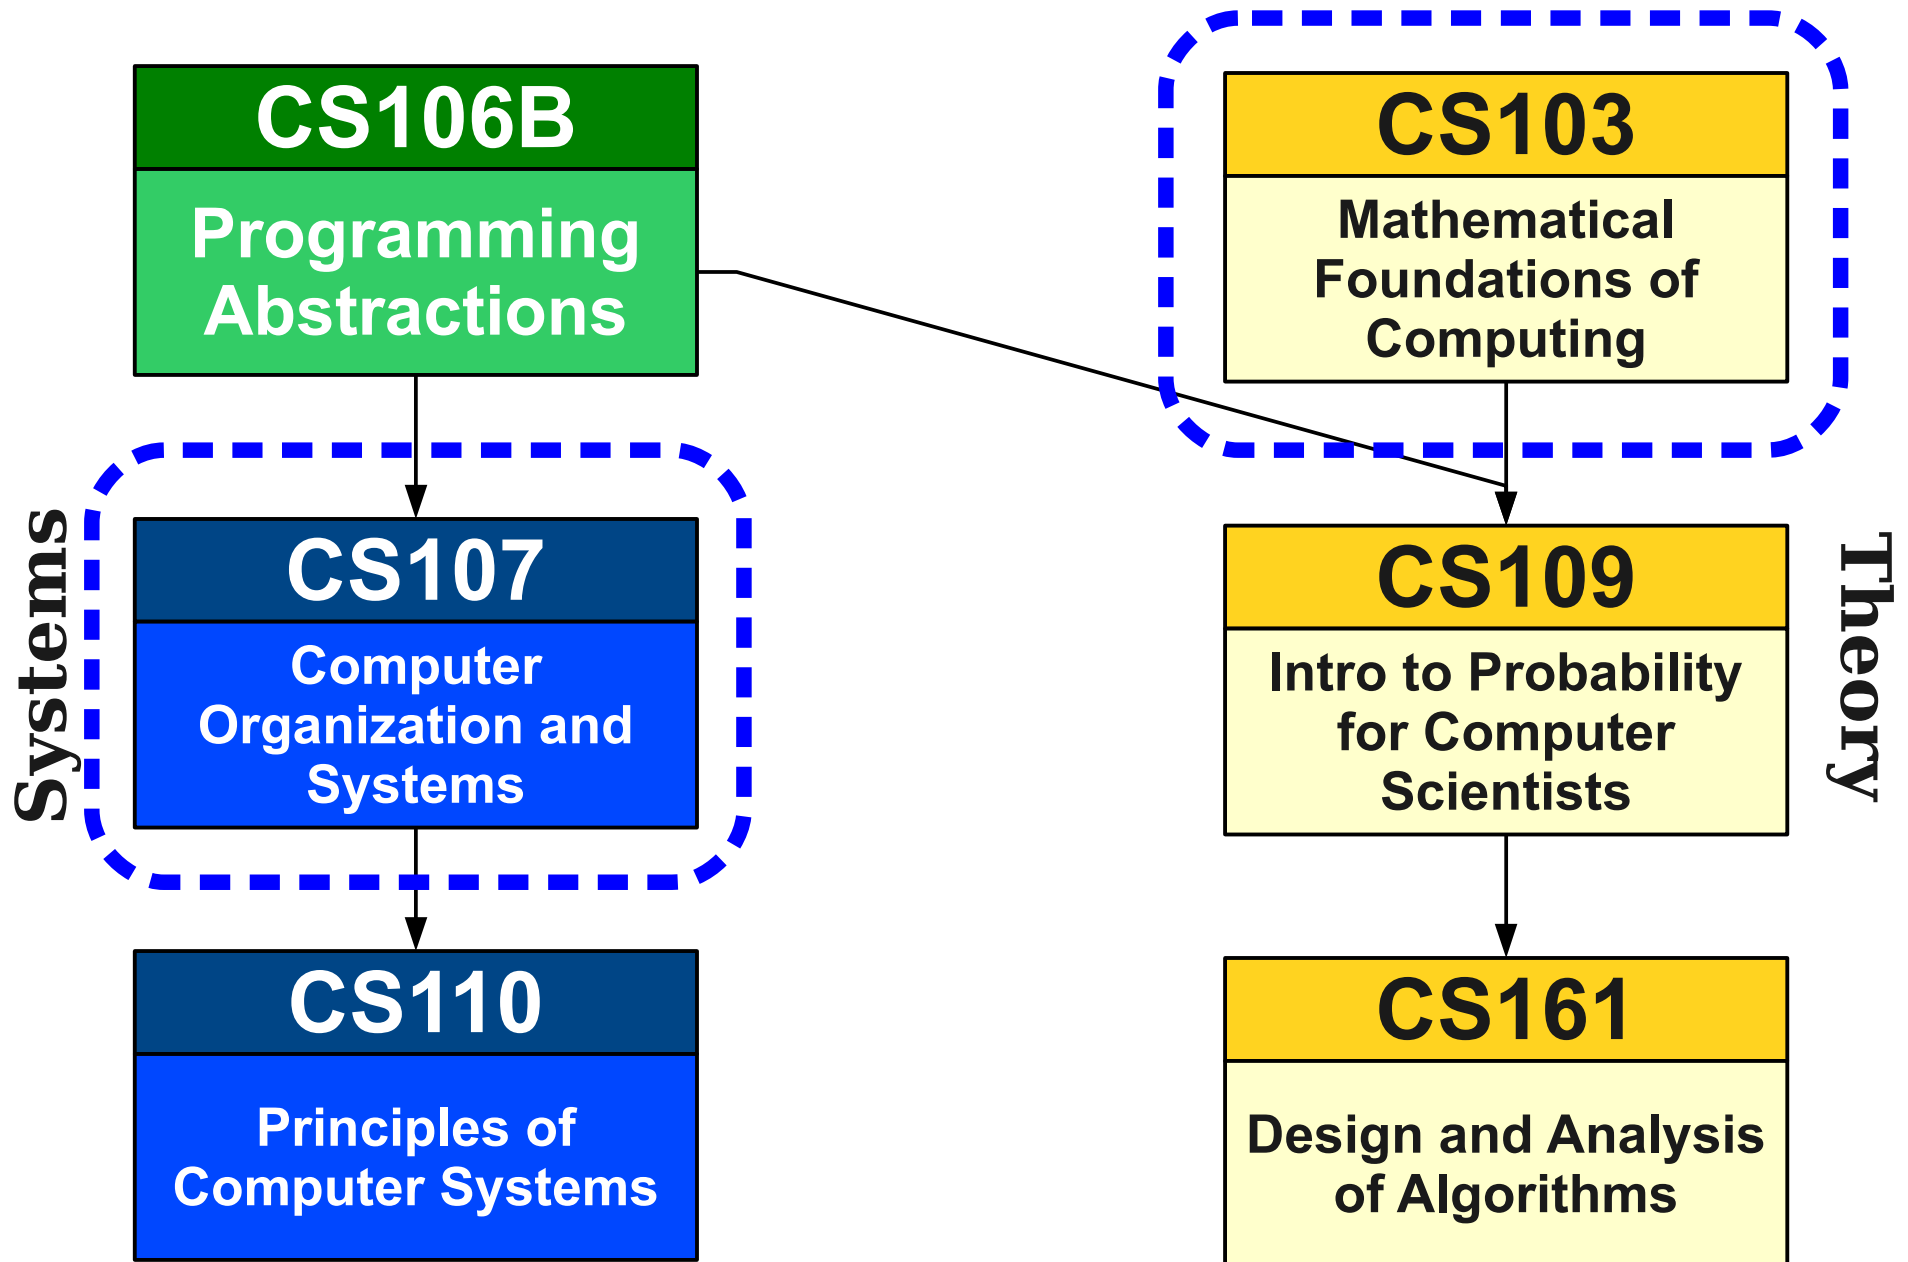 CS106B
Programming
Abstractions
CS103
Mathematical
Foundations of
Computing
Systems
CS107
Computer
Organization and
Systems
CS109
Intro to Probability
for Computer
Scientists
Theory
CS110
Principles of
Computer Systems
CS161
Design and Analysis
of Algorithms